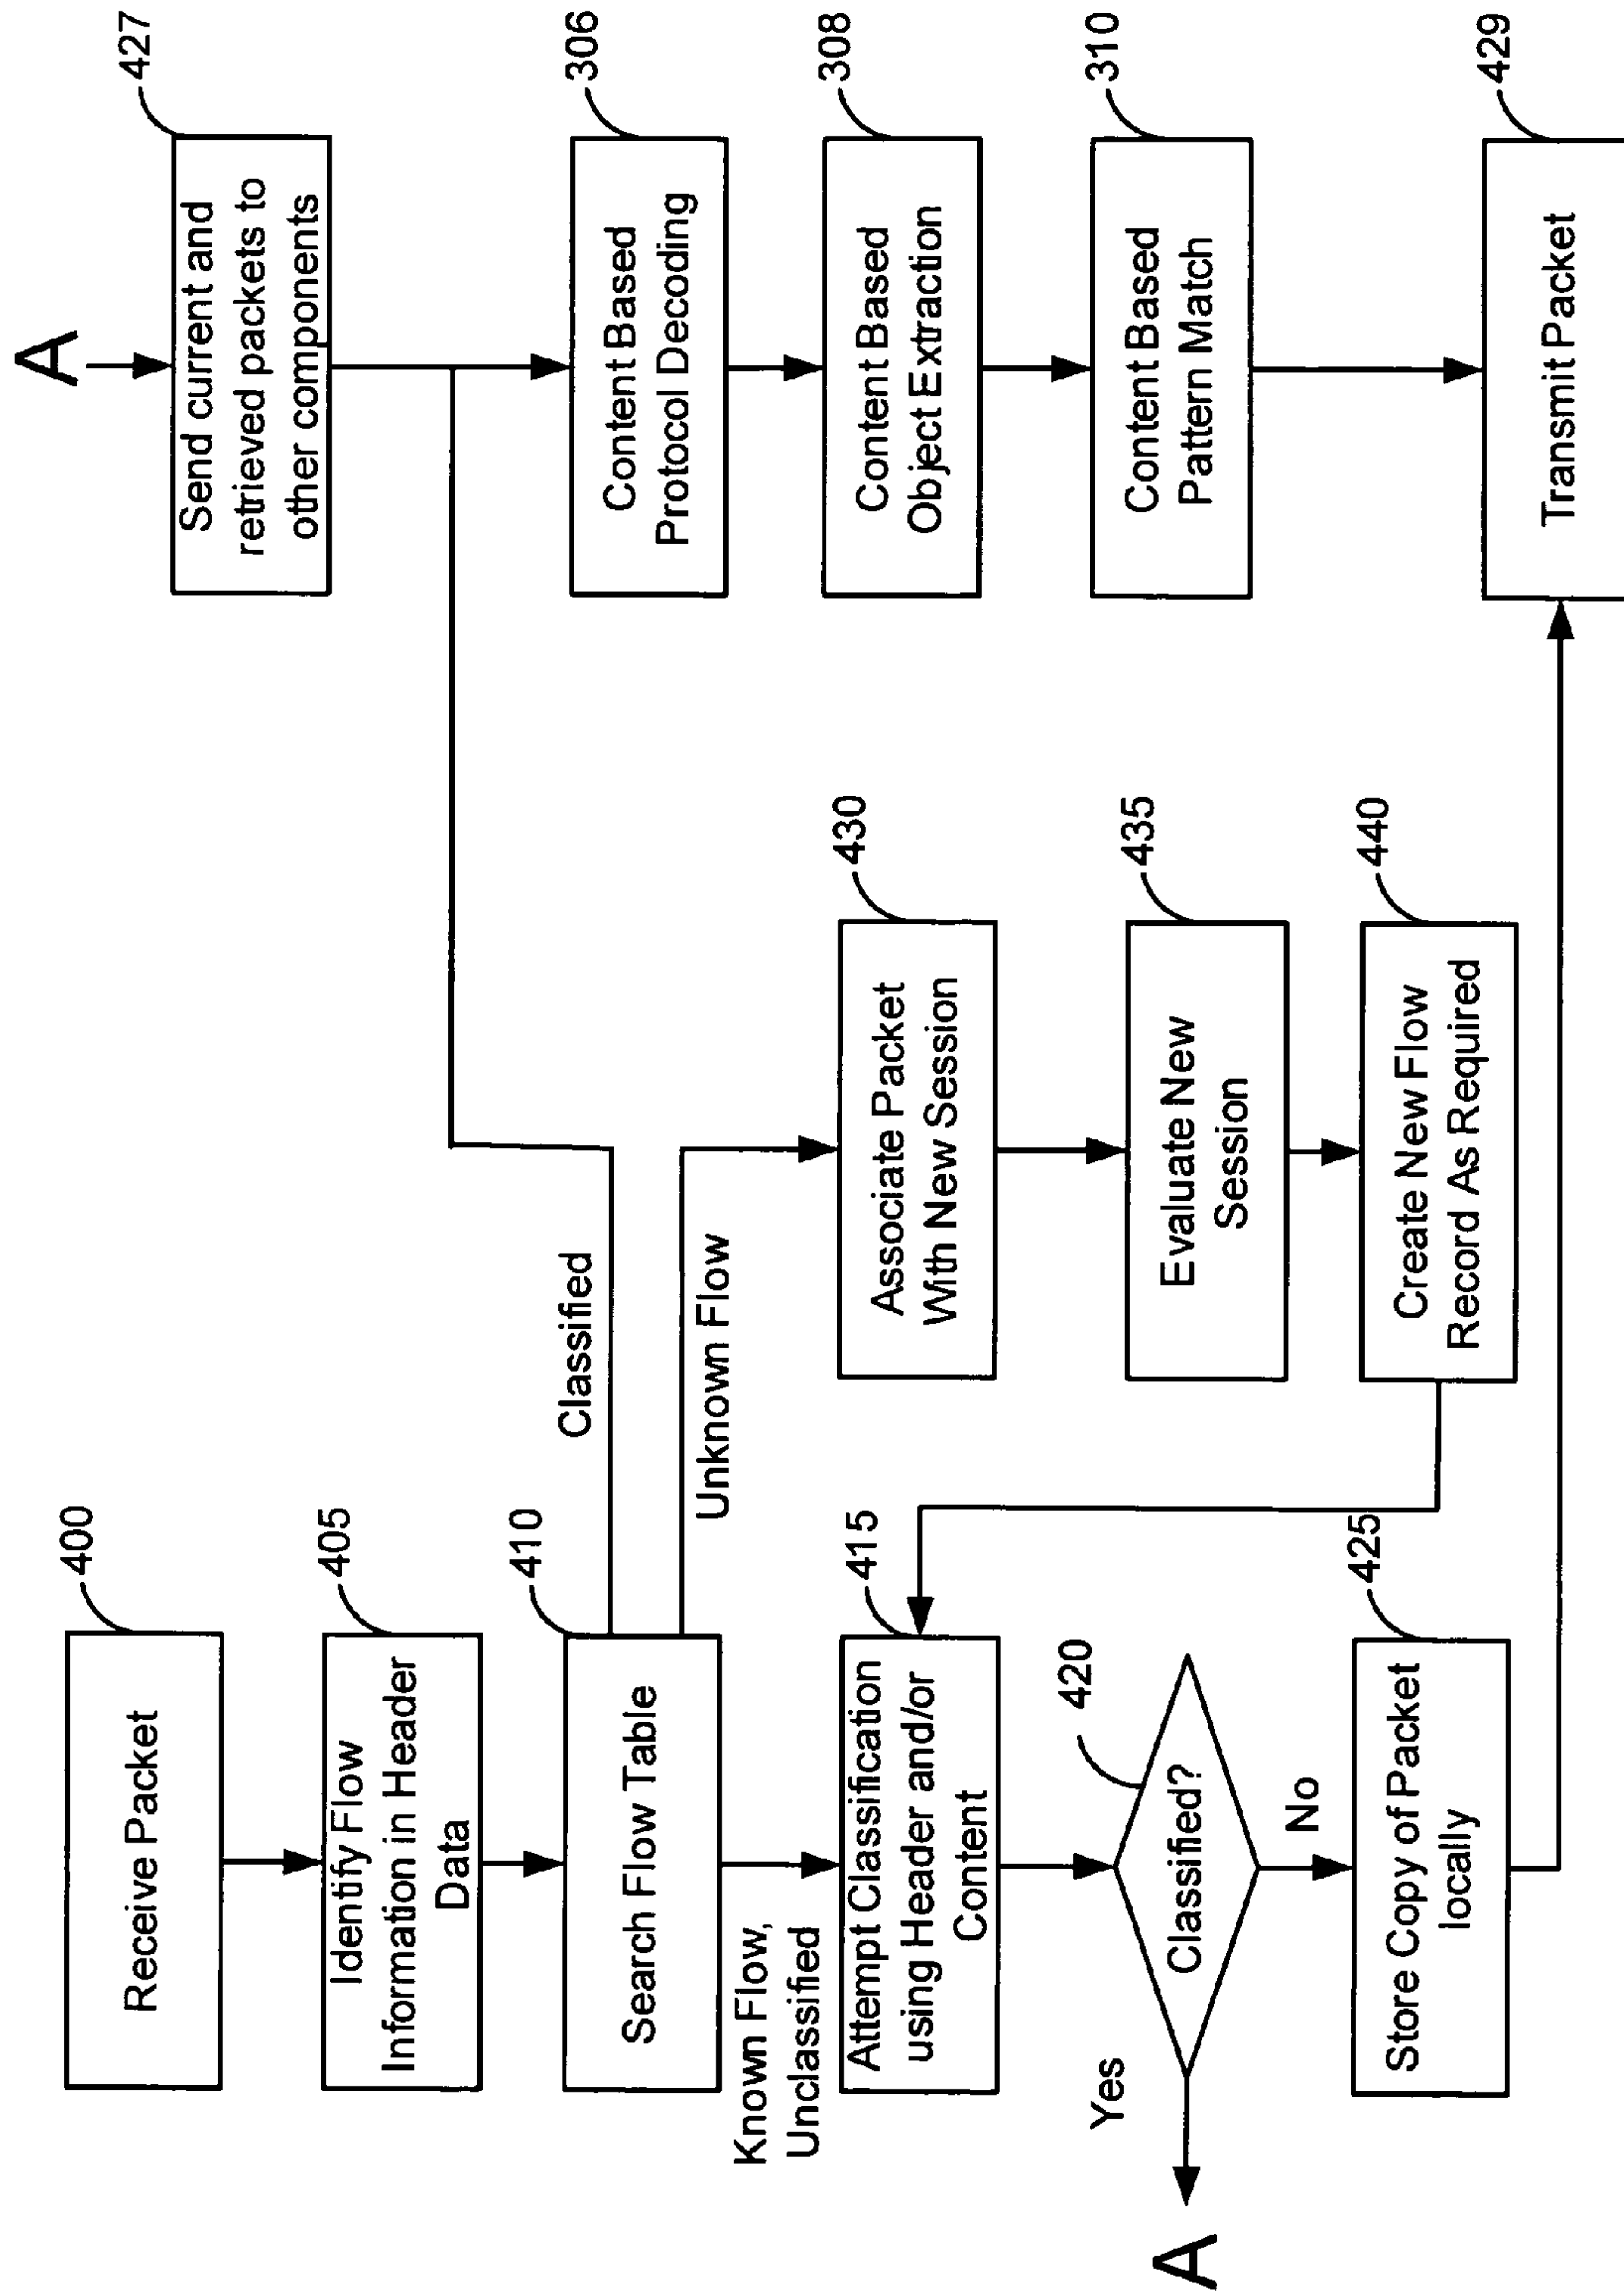 400
Receive Packet
405
Identify Flow
Information in Header
Data
410
Search Flow Table
Classified
Unknown Flow
Known Flow,
Unclassified
415
Attempt Classification
using Header and/or
Content
420
Classified?
Yes
A
No
425
Store Copy of Packet
locally
430
Associate Packet
With New Session
435
Evaluate New
Session
440
Create New Flow
Record As Required
A
427
Send current and
retrieved packets to
other components
306
Content Based
Protocol Decoding
308
Content Based
Object Extraction
310
Content Based
Pattern Match
429
Transmit Packet